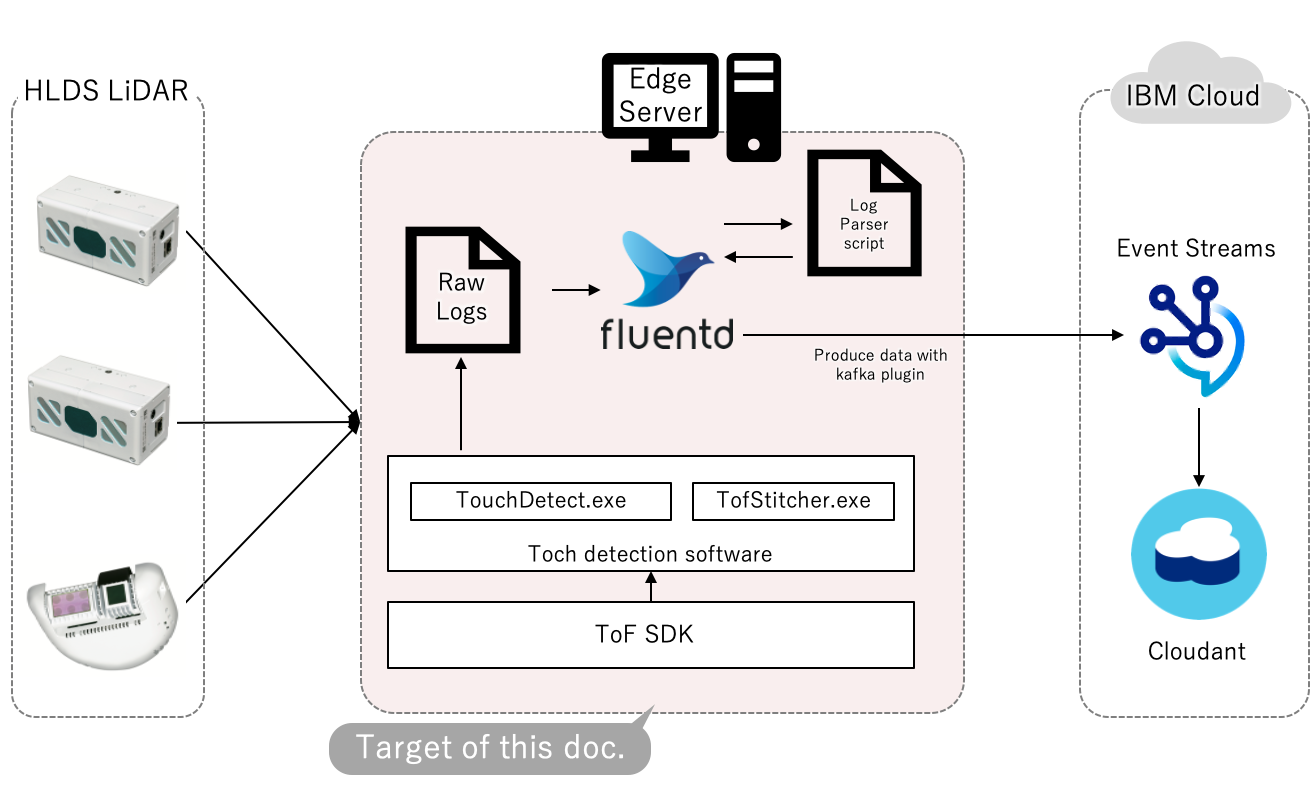 HLDS LiDAR
Edge
Server
IBM Cloud
Raw
Logs
fluentd
Log
Parser
script
Produce data with
kafka plugin
Event Streams
TouchDetect.exe
TofStitcher.exe
Toch detection software
ToF SDK
Cloudant
Target of this doc.